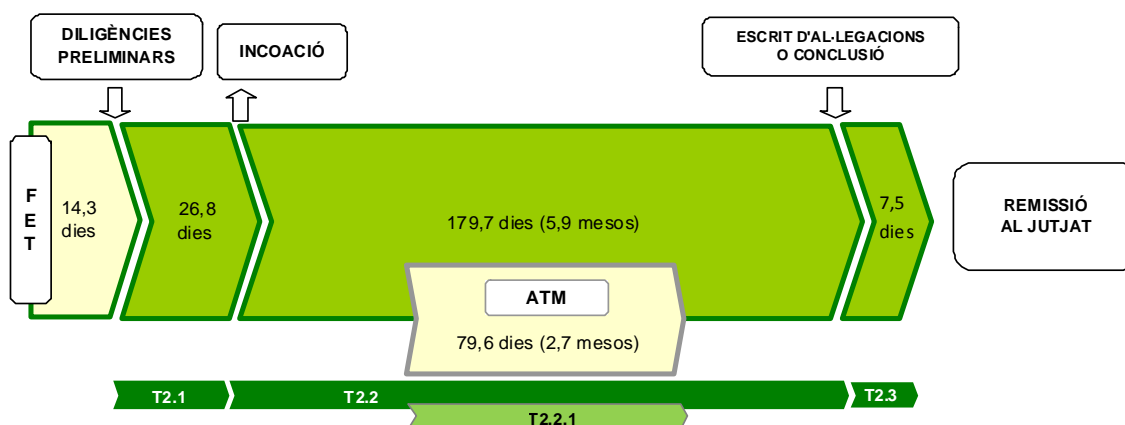 DILIGÈNCIES
PRELIMINARS
INCOACIÓ
ESCRIT D'AL·LEGACIONS
O CONCLUSIÓ
F
E
T
14,3
dies
26,8
dies
179,7 dies (5,9 mesos)
7,5
dies
REMISSIÓ
AL JUTJAT
ATM
79,6 dies (2,7 mesos)
T2.1
T2.2
T2.3
T2.2.1